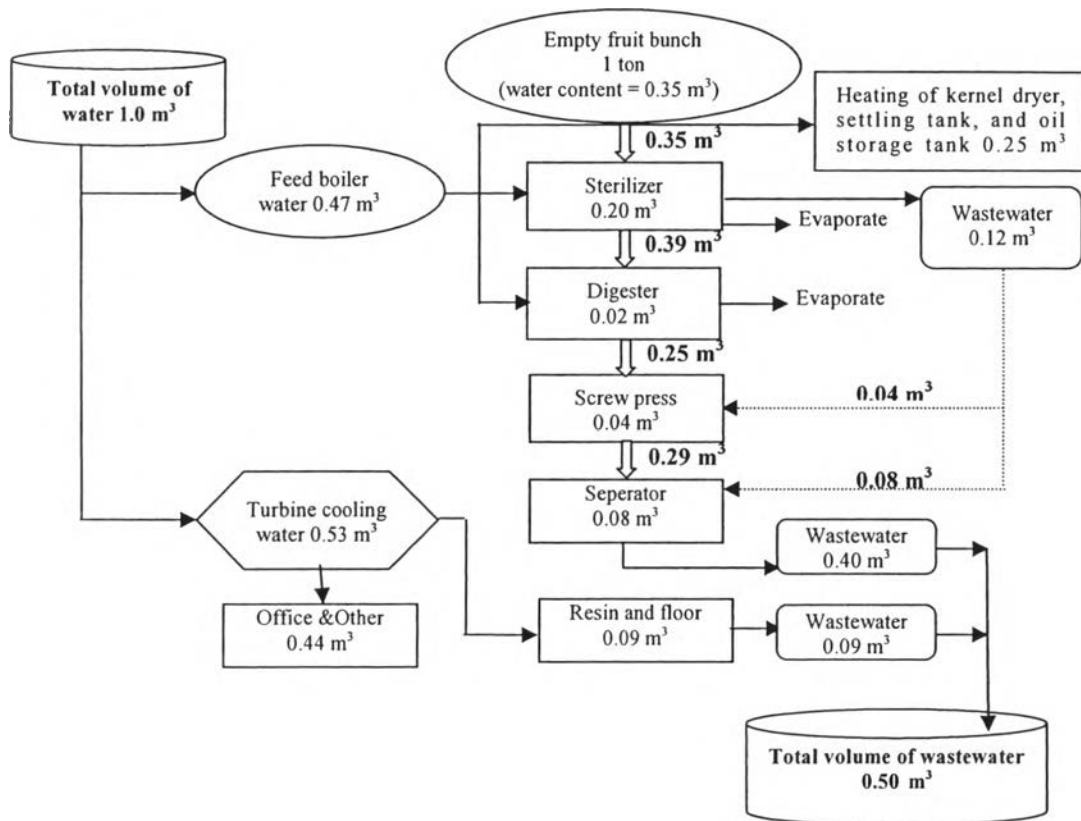 Total volume of
water 1.0 m³
Empty fruit bunch
1 ton
(water content = 0.35 m³)
Heating of kernel dryer,
settling tank, and oil
storage tank 0.25 m³
0.35 m³
Feed boiler
water 0.47 m³
Sterilizer
0.20 m³
Evaporate
Wastewater
0.12 m³
0.39 m³
Digester
0.02 m³
Evaporate
0.25 m³
Screw press
0.04 m³
0.04 m³
0.29 m³
Seperator
0.08 m³
0.08 m³
Turbine cooling
water 0.53 m³
Wastewater
0.40 m³
Office &Other
0.44 m³
Resin and floor
0.09 m³
Wastewater
0.09 m³
Total volume of wastewater
0.50 m³